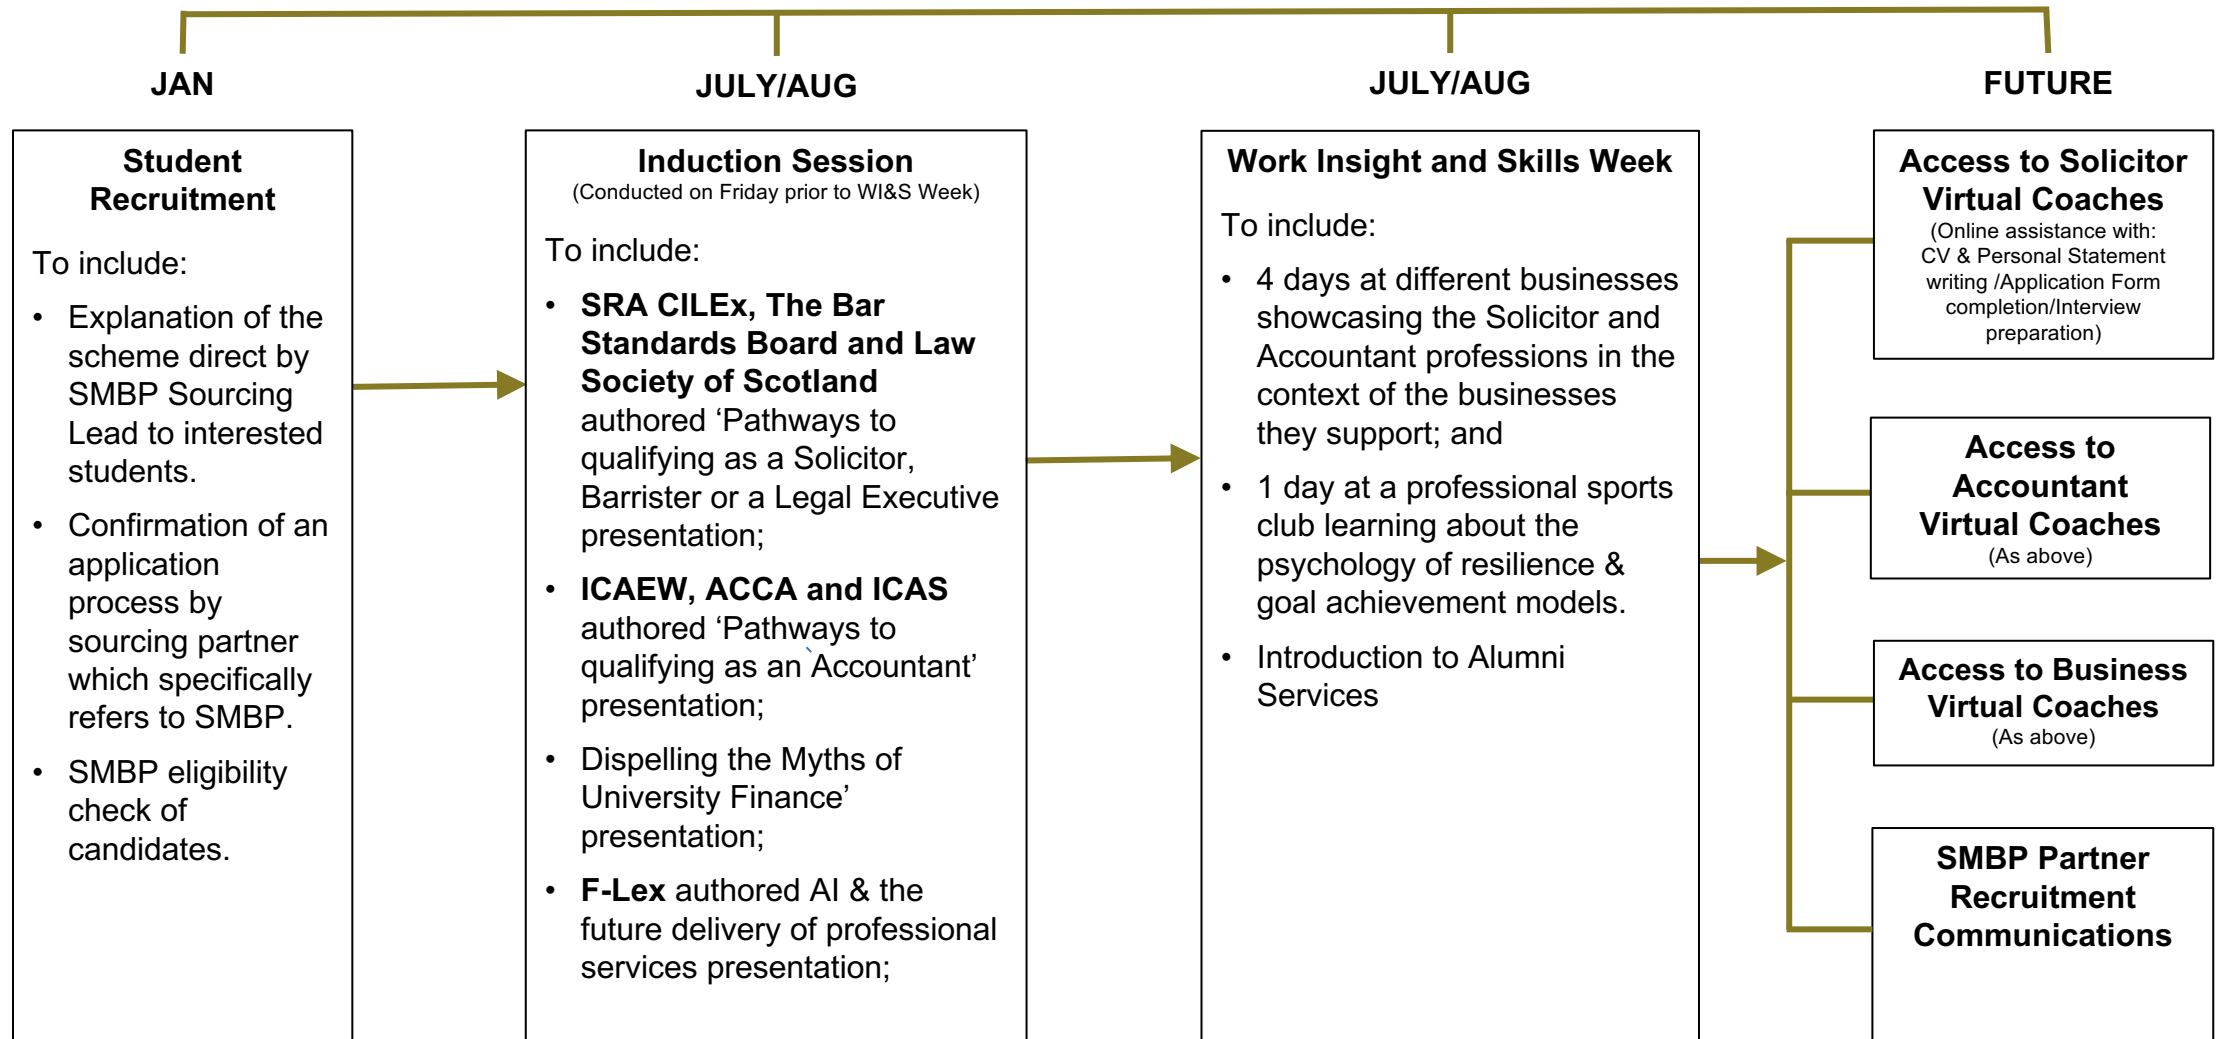 JAN
JULY/AUG
JULY/AUG
FUTURE
Student
Recruitment
To include:
• Explanation of the
scheme direct by
SMBP Sourcing
Lead to interested
students.
• Confirmation of an
application
process by
sourcing partner
which specifically
refers to SMBP.
• SMBP eligibility
check of
candidates.
Induction Session
(Conducted on Friday prior to WI&S Week)
To include:
• SRA CILEx, The Bar
Standards Board and Law
Society of Scotland
authored ‘Pathways to
qualifying as a Solicitor,
Barrister or a Legal Executive
presentation;
• ICAEW, ACCA and ICAS
authored ‘Pathways to
qualifying as an Accountant’
presentation;
• Dispelling the Myths of
University Finance’
presentation;
• F-Lex authored AI & the
future delivery of professional
services presentation;
Work Insight and Skills Week
To include:
• 4 days at different businesses
showcasing the Solicitor and
Accountant professions in the
context of the businesses
they support; and
• 1 day at a professional sports
club learning about the
psychology of resilience &
goal achievement models.
• Introduction to Alumni
Services
Access to Solicitor
Virtual Coaches
(Online assistance with:
CV & Personal Statement
writing /Application Form
completion/Interview
preparation)
Access to
Accountant
Virtual Coaches
(As above)
Access to Business
Virtual Coaches
(As above)
SMBP Partner
Recruitment
Communications